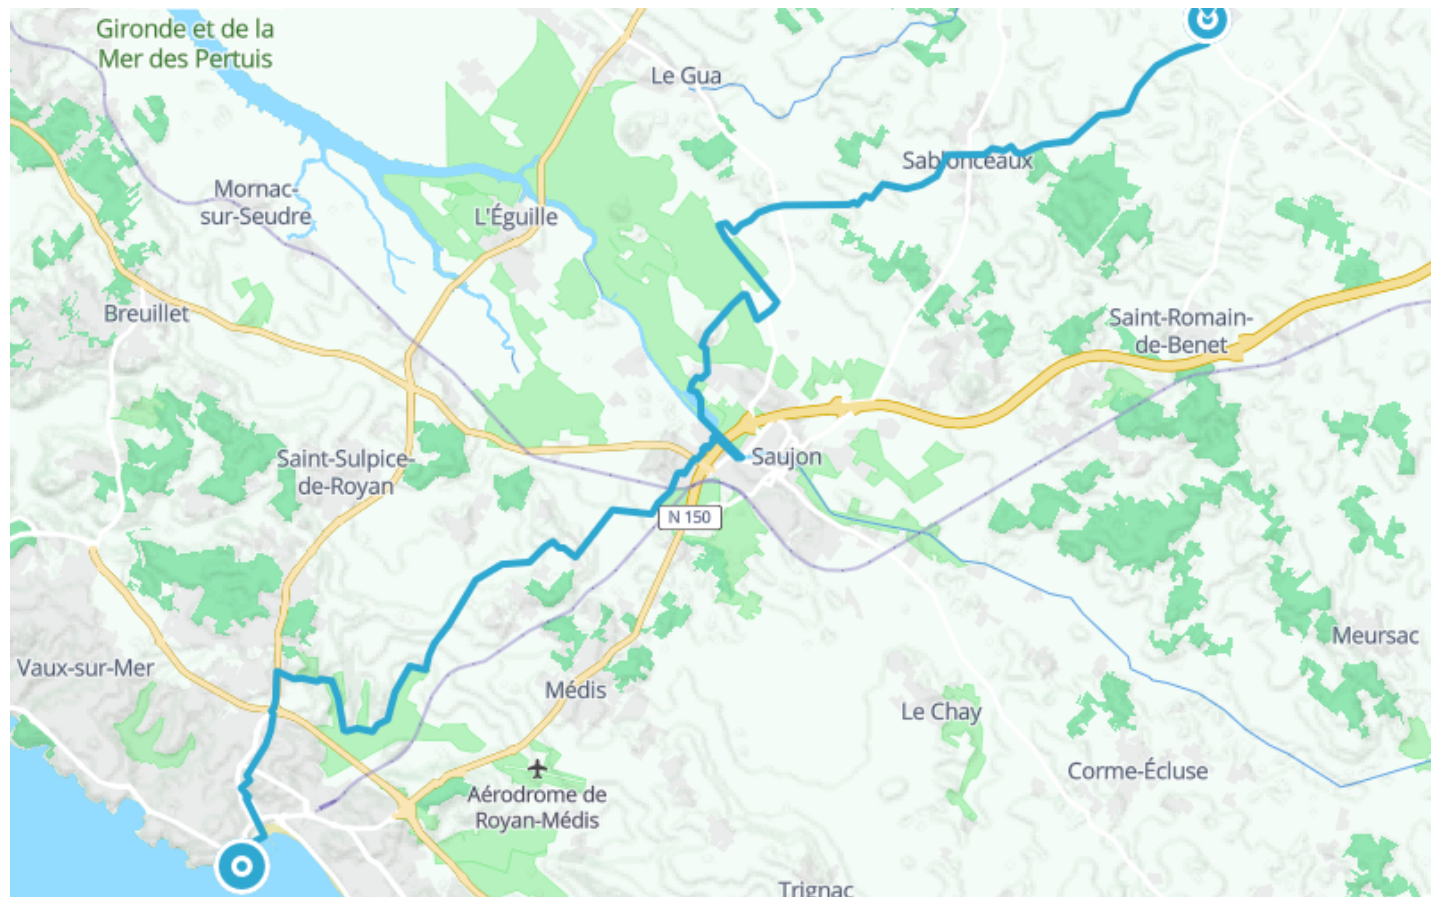 Gironde et de la
Mer des Pertuis
Le Gua
Sablonceaux
Mornac-
sur-Seudre
L'Éguille
Breuillet
Saint-Romain-
de-Benet
Saint-Sulpice-
de-Royan
Saujon
N 150
Meursac
Vaux-sur-Mer
Médis
Le Chay
Corme-Écluse
Aérodrome de
Royan-Médis
Trignac